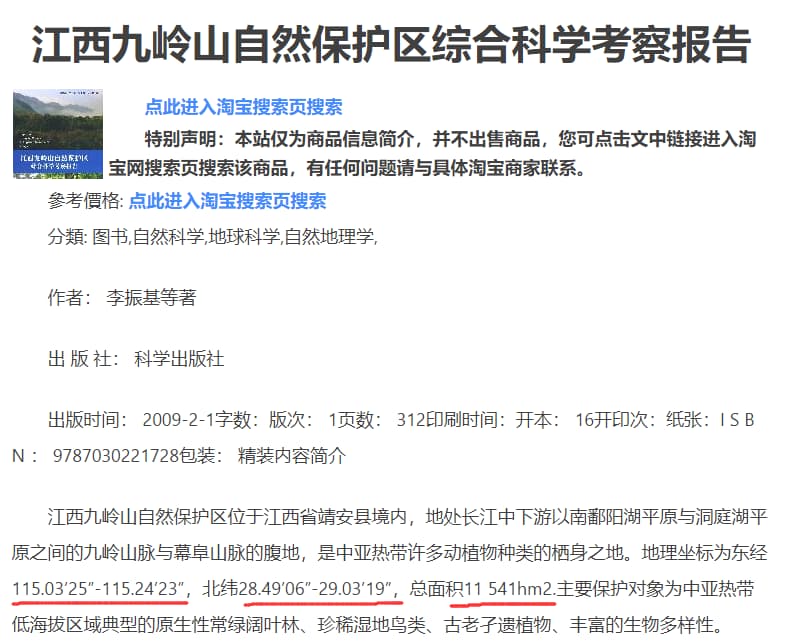 江西九岭山自然保护区综合科学考察报告
点此进入淘宝搜索页搜索
特别声明：本站仅为商品信息简介，并不出售商品，您可点击文中链接进入淘
宝网搜索页搜索该商品，有任何问题请与具体淘宝商家联系。
江西九岭山自然保护区
综合科学考察报告
参考價格: 点此进入淘宝搜索页搜索
分類: 图书,自然科学,地球科学,自然地理学,
作者： 李振基等著
出 版 社： 科学出版社
出版时间： 2009-2-1字数：版次： 1页数： 312印刷时间：开本： 16开印次：纸张：I S B
N ： 9787030221728包装： 精装内容简介
江西九岭山自然保护区位于江西省靖安县境内，地处长江中下游以南鄱阳湖平原与洞庭湖平
原之间的九岭山脉与幕阜山脉的腹地，是中亚热带许多动植物种类的栖身之地。地理坐标为东经
115.03’25”-115.24’23”，北纬28.49’06”-29.03’19”，总面积11 541hm2.主要保护对象为中亚热带
低海拔区域典型的原生性常绿阔叶林、珍稀湿地鸟类、古老孑遗植物、丰富的生物多样性。